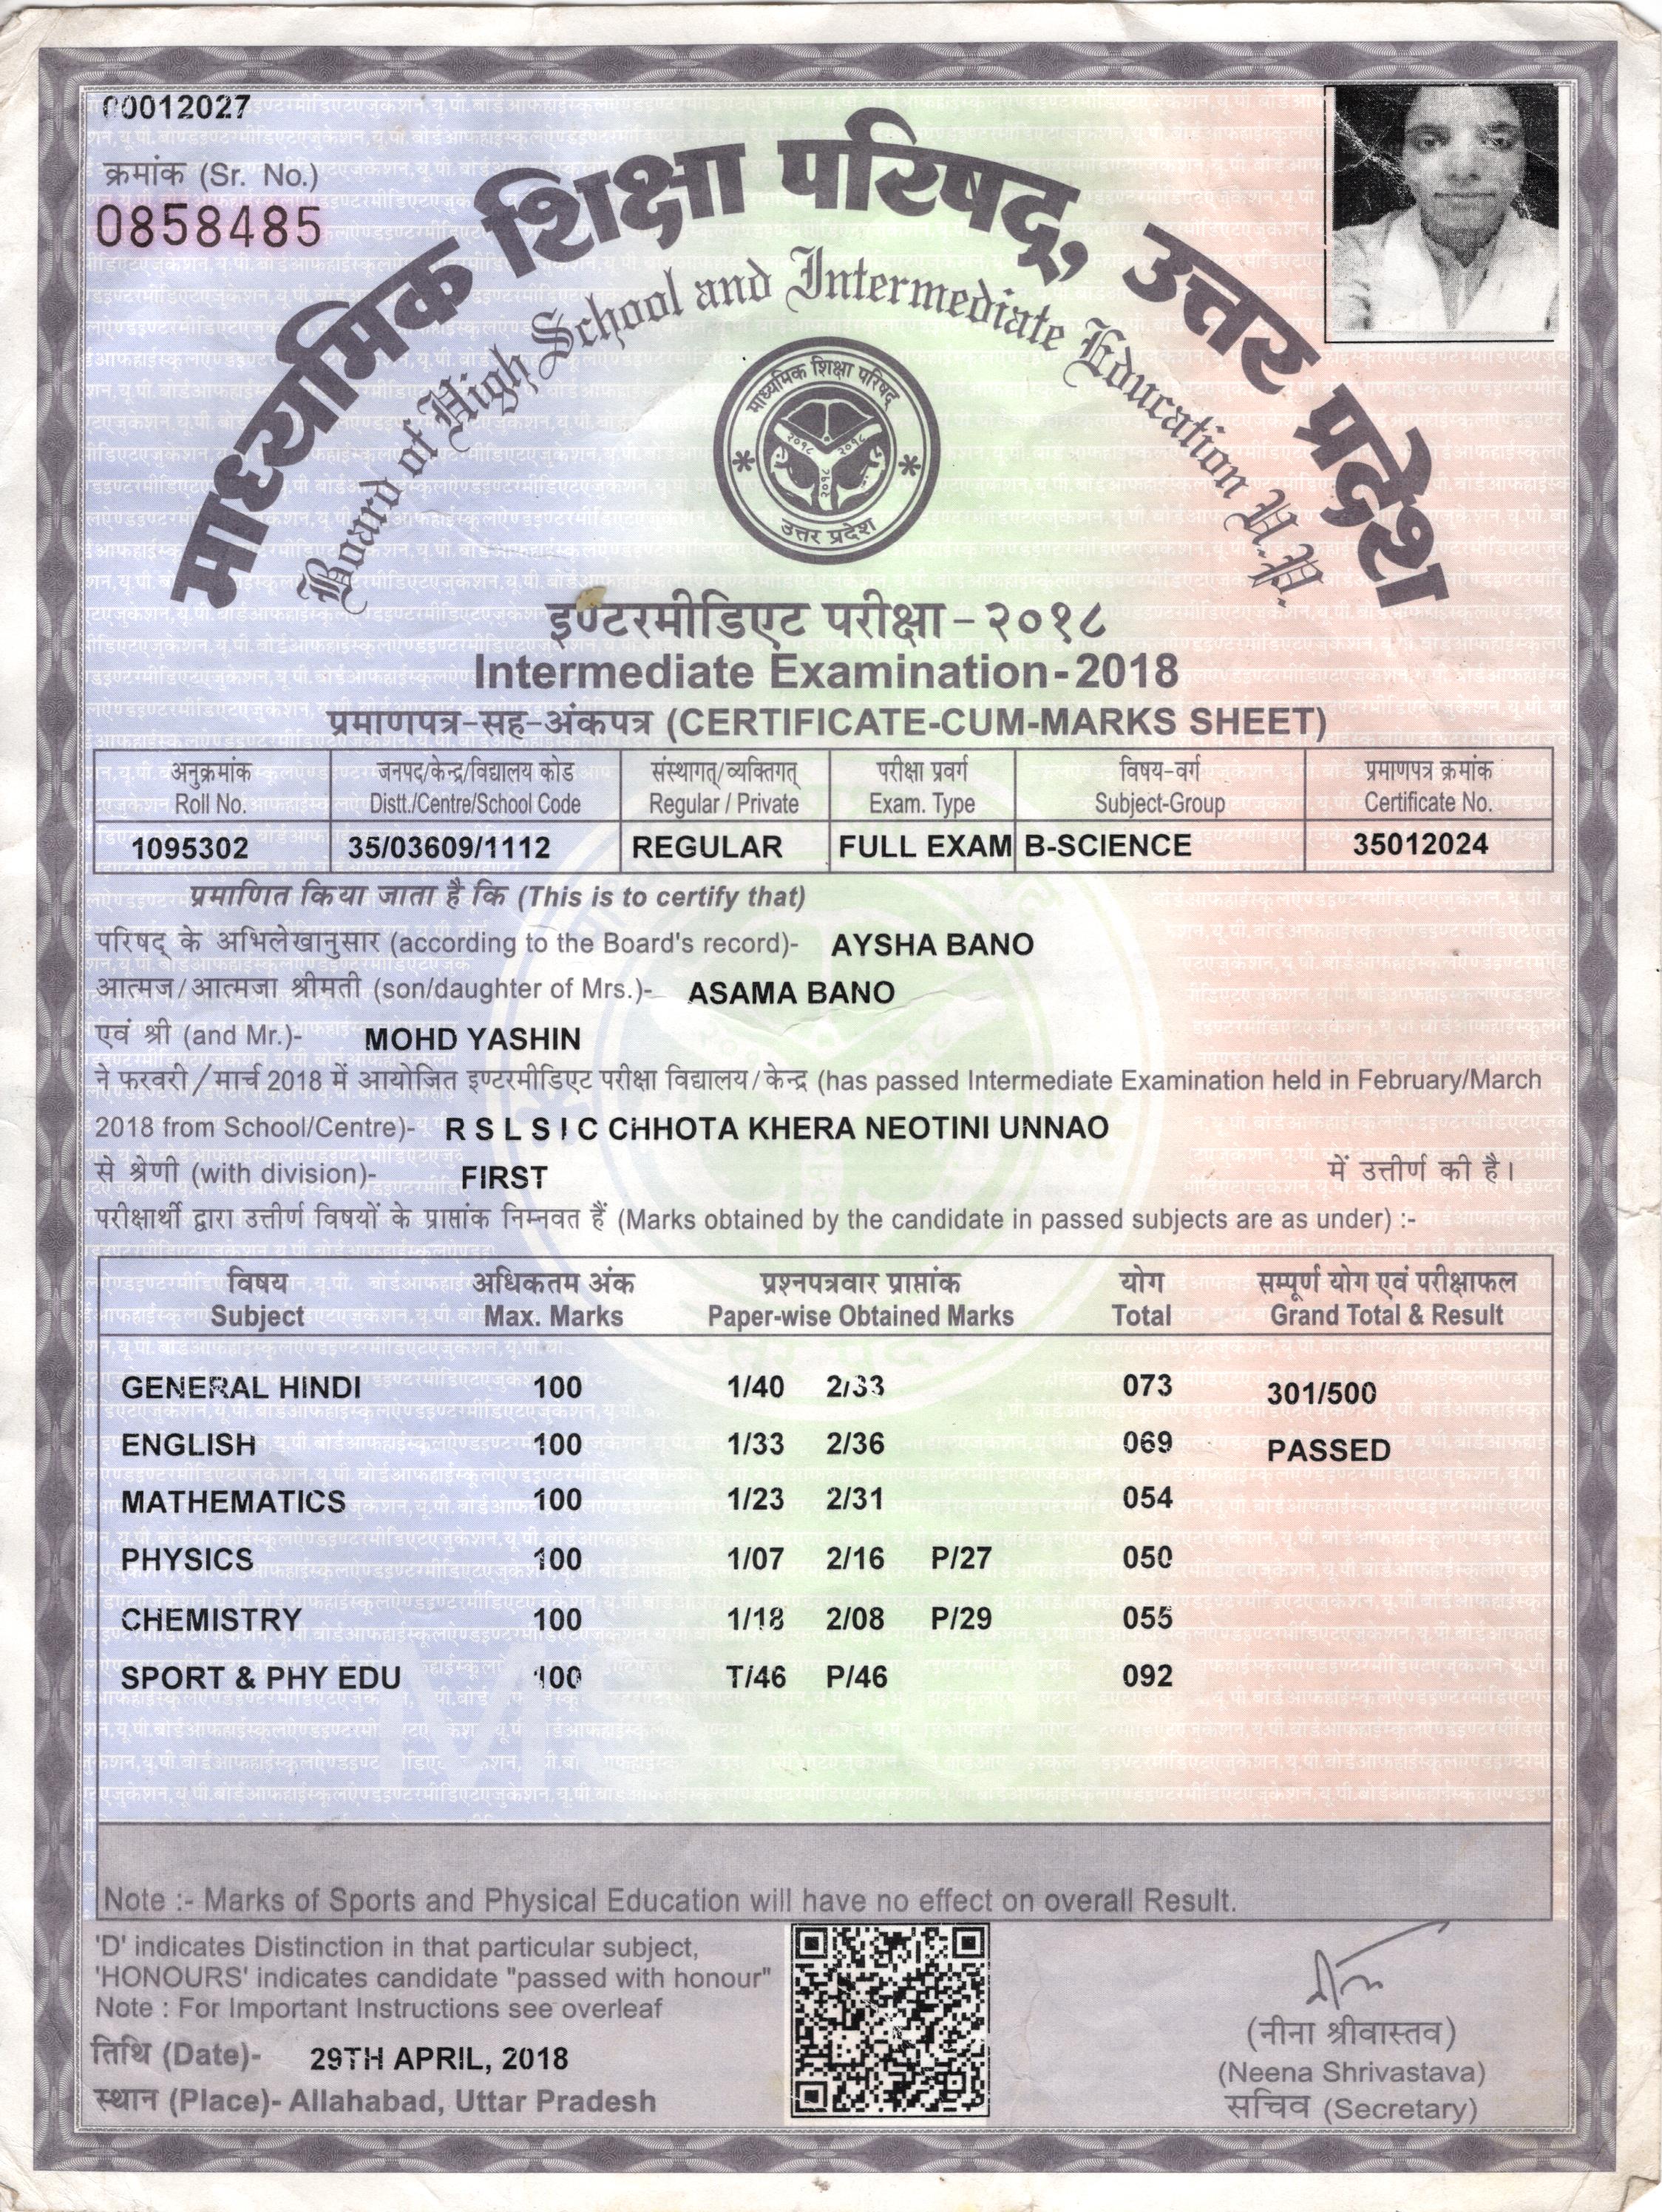 00012027
क्रमांक (Sr. No.)
0858485
माध्यमिक शिक्षा परिषद्, उत्तर प्रदेश
Board of High School and Intermediate Education U.P.
माध्यमिक शिक्षा परिषद्
२०१८ २०१८
२०१८
उत्तर प्रदेश
इण्टरमीडिएट परीक्षा - २०१८
Intermediate Examination-2018
प्रमाणपत्र-सह-अंकपत्र (CERTIFICATE-CUM-MARKS SHEET)
अनुक्रमांक जनपद/केन्द्र/विद्यालय कोड संस्थागत्/व्यक्तिगत् परीक्षा प्रवर्ग विषय-वर्ग प्रमाणपत्र क्रमांक
Roll No. Distt./Centre/School Code Regular / Private Exam. Type Subject-Group Certificate No.
1095302 35/03609/1112 REGULAR FULL EXAM B-SCIENCE 35012024
प्रमाणित किया जाता है कि (This is to certify that)
परिषद् के अभिलेखानुसार (according to the Board's record)- AYSHA BANO
आत्मज/आत्मजा श्रीमती (son/daughter of Mrs.)- ASAMA BANO
एवं श्री (and Mr.)- MOHD YASHIN
ने फरवरी/मार्च 2018 में आयोजित इण्टरमीडिएट परीक्षा विद्यालय/केन्द्र (has passed Intermediate Examination held in February/March
2018 from School/Centre)- R S L S I C CHHOTA KHERA NEOTINI UNNAO
से श्रेणी (with division)- FIRST में उत्तीर्ण की है।
परीक्षार्थी द्वारा उत्तीर्ण विषयों के प्राप्तांक निम्नवत हैं (Marks obtained by the candidate in passed subjects are as under) :-
विषय अधिकतम अंक प्रश्नपत्रवार प्राप्तांक योग सम्पूर्ण योग एवं परीक्षाफल
Subject Max. Marks Paper-wise Obtained Marks Total Grand Total & Result
GENERAL HINDI 100 1/40 2/33 073 301/500
ENGLISH 100 1/33 2/36 069 PASSED
MATHEMATICS 100 1/23 2/31 054
PHYSICS 100 1/07 2/16 P/27 050
CHEMISTRY 100 1/18 2/08 P/29 055
SPORT & PHY EDU 100 T/46 P/46 092
Note :- Marks of Sports and Physical Education will have no effect on overall Result.
'D' indicates Distinction in that particular subject,
'HONOURS' indicates candidate "passed with honour"
Note : For Important Instructions see overleaf
तिथि (Date)- 29TH APRIL, 2018
स्थान (Place)- Allahabad, Uttar Pradesh
(नीना श्रीवास्तव)
(Neena Shrivastava)
सचिव (Secretary)